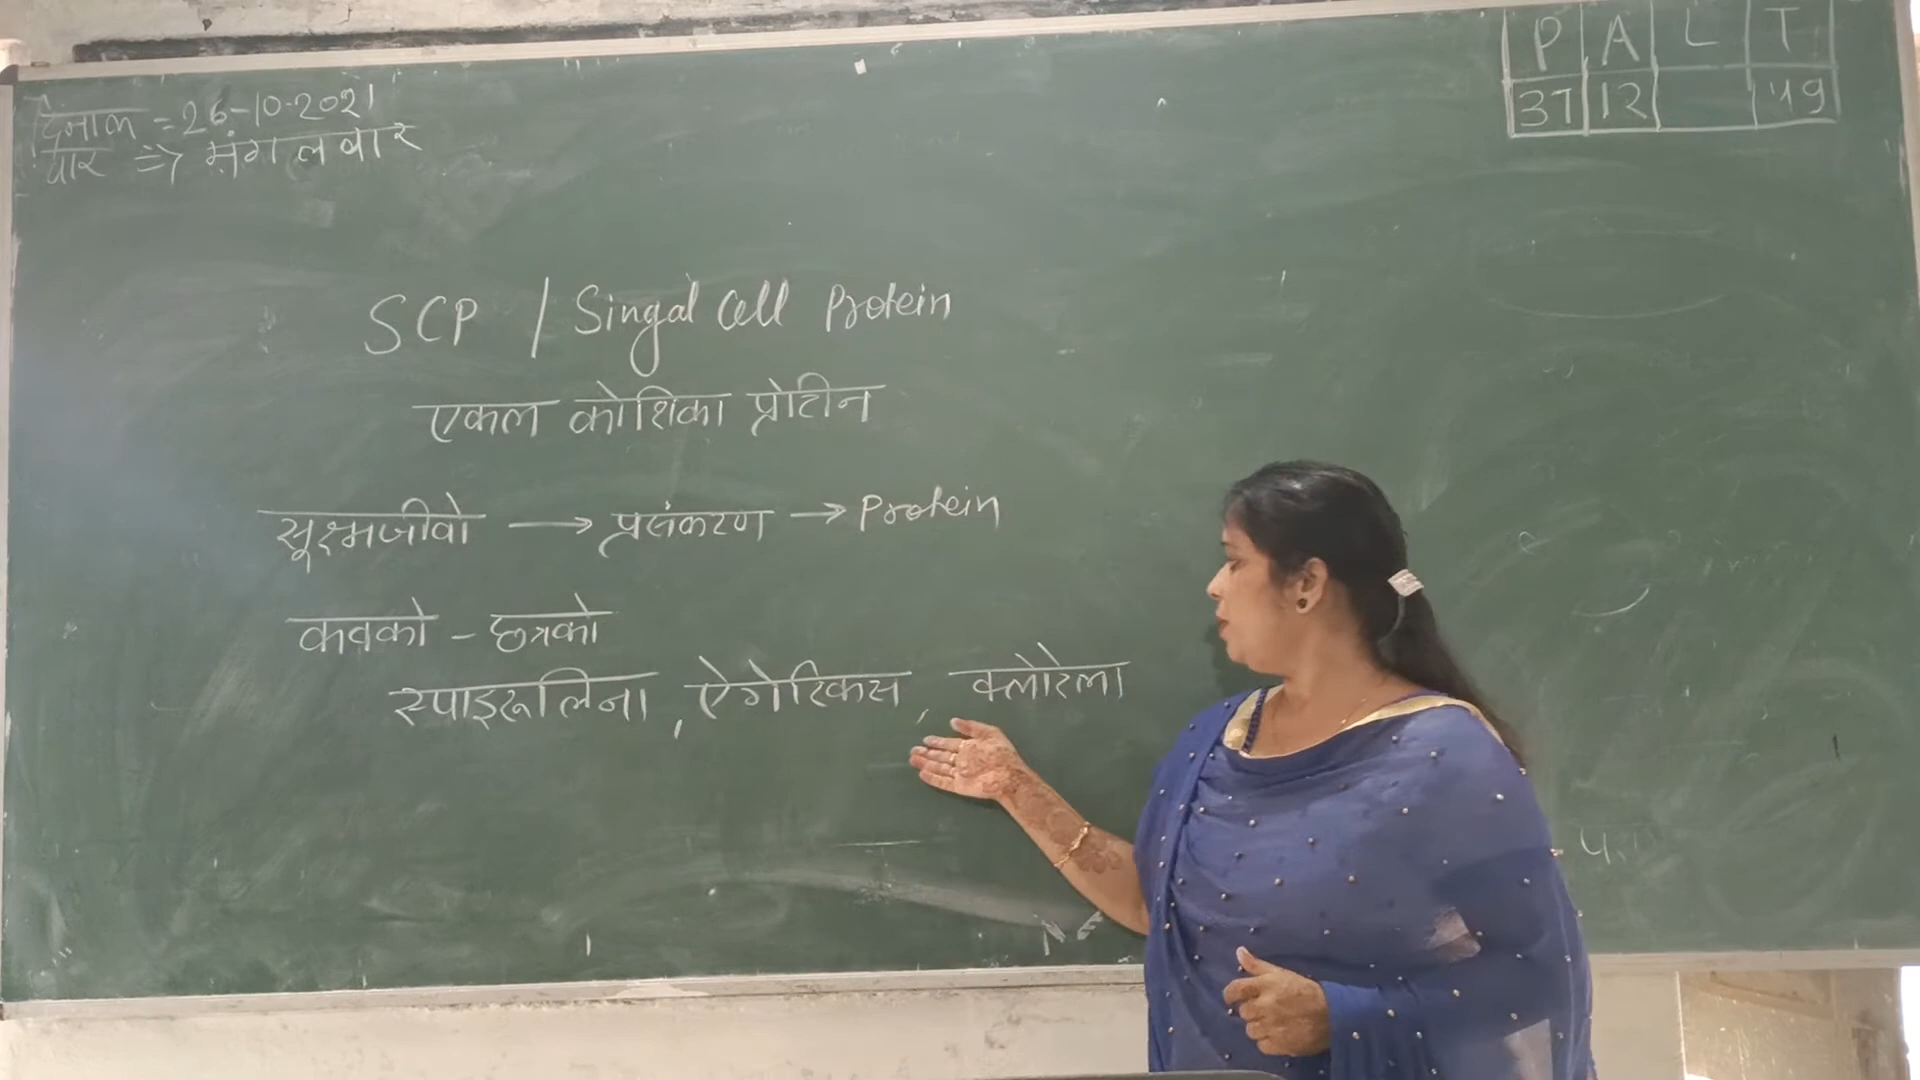 दिनांक = 26-10-2021
वार => मंगलवार
P A L T
37 12 49
SCP / Singal Cell Protein
एकल कोशिका प्रोटीन
सूक्ष्मजीवो → प्रसंकरण → Protein
कवको - छत्रको
स्पाइरूलिना, ऐगेरिकस, क्लोरेला